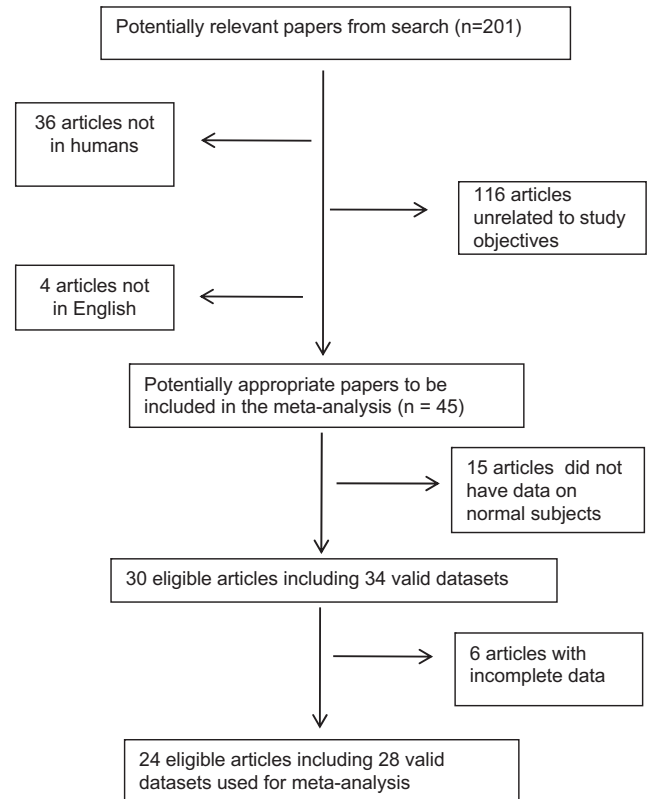 Potentially relevant papers from search (n=201)
36 articles not
in humans
116 articles
unrelated to study
objectives
4 articles not
in English
Potentially appropriate papers to be
included in the meta-analysis (n = 45)
15 articles did not
have data on
normal subjects
30 eligible articles including 34 valid datasets
6 articles with
incomplete data
24 eligible articles including 28 valid
datasets used for meta-analysis